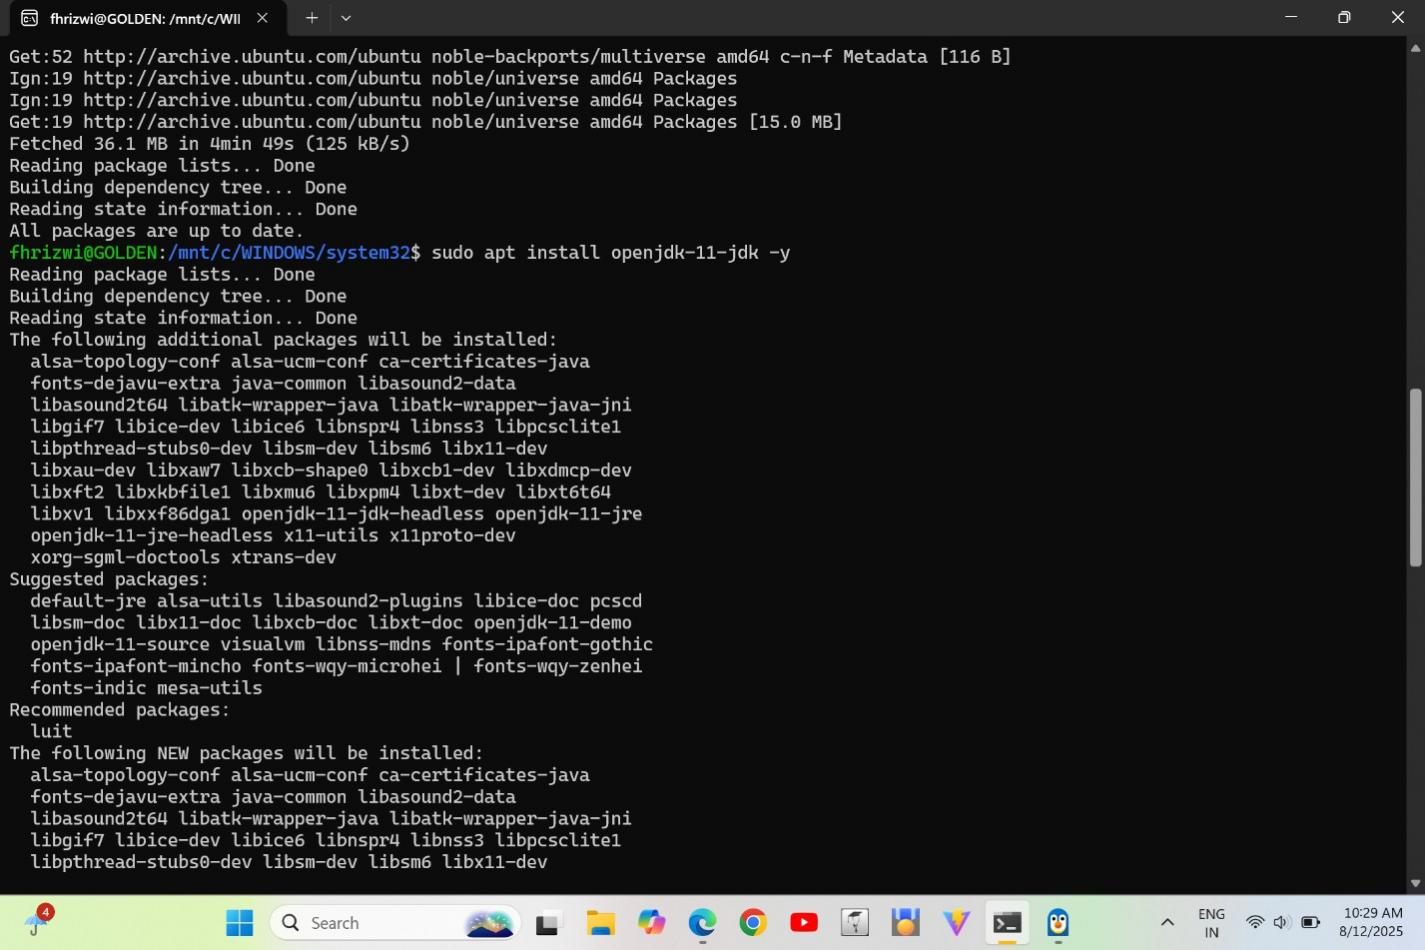 fhrizwi@GOLDEN: /mnt/c/WII
Get:52 http://archive.ubuntu.com/ubuntu noble-backports/multiverse amd64 c-n-f Metadata [116 B]
Ign:19 http://archive.ubuntu.com/ubuntu noble/universe amd64 Packages
Ign:19 http://archive.ubuntu.com/ubuntu noble/universe amd64 Packages
Get:19 http://archive.ubuntu.com/ubuntu noble/universe amd64 Packages [15.0 MB]
Fetched 36.1 MB in 4min 49s (125 kB/s)
Reading package lists... Done
Building dependency tree... Done
Reading state information... Done
All packages are up to date.
fhrizwi@GOLDEN:/mnt/c/WINDOWS/system32$ sudo apt install openjdk-11-jdk -y
Reading package lists... Done
Building dependency tree... Done
Reading state information... Done
The following additional packages will be installed:
alsa-topology-conf alsa-ucm-conf ca-certificates-java
fonts-dejavu-extra java-common libasound2-data
libasound2t64 libatk-wrapper-java libatk-wrapper-java-jni
libgif7 libice-dev libice6 libnspr4 libnss3 libpcsclite1
libpthread-stubs0-dev libsm-dev libsm6 libx11-dev
libxau-dev libxaw7 libxcb-shape0 libxcb1-dev libxdmcp-dev
libxft2 libxkbfile1 libxmu6 libxpm4 libxt-dev libxt6t64
libxv1 libxxf86dga1 openjdk-11-jdk-headless openjdk-11-jre
openjdk-11-jre-headless x11-utils x11proto-dev
xorg-sgml-doctools xtrans-dev
Suggested packages:
default-jre alsa-utils libasound2-plugins libice-doc pcscd
libsm-doc libx11-doc libxcb-doc libxt-doc openjdk-11-demo
openjdk-11-source visualvm libnss-mdns fonts-ipafont-gothic
fonts-ipafont-mincho fonts-wqy-microhei | fonts-wqy-zenhei
fonts-indic mesa-utils
Recommended packages:
luit
The following NEW packages will be installed:
alsa-topology-conf alsa-ucm-conf ca-certificates-java
fonts-dejavu-extra java-common libasound2-data
libasound2t64 libatk-wrapper-java libatk-wrapper-java-jni
libgif7 libice-dev libice6 libnspr4 libnss3 libpcsclite1
libpthread-stubs0-dev libsm-dev libsm6 libx11-dev
4
Search
ENG
IN
10:29 AM
8/12/2025